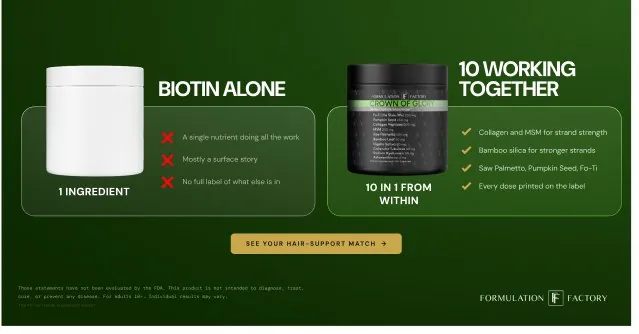 BIOTIN ALONE
A single nutrient doing all the work
Mostly a surface story
No full label of what else is in
1 INGREDIENT
10 WORKING
TOGETHER
FORMULATION FACTORY
CROWN OF GLORY
Collagen and MSM for strand strength
Bamboo silica for stronger strands
Saw Palmetto, Pumpkin Seed, Fo-Ti
Every dose printed on the label
10 IN 1 FROM
WITHIN
SEE YOUR HAIR-SUPPORT MATCH →
These statements have not been evaluated by the FDA. This product is not intended to diagnose, treat,
cure, or prevent any disease. For adults 18+. Individual results may vary.
FORMULATION FF FACTORY